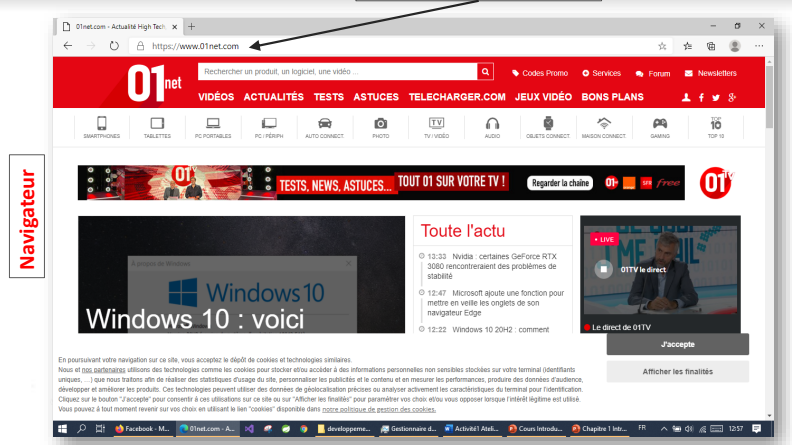 01net.com - Actualité High Tech,
https://www.01net.com
01net
Rechercher un produit, un logiciel, une vidéo ...
Codes Promo
Services
Forum
Newsletters
VIDÉOS ACTUALITÉS TESTS ASTUCES TELECHARGER.COM JEUX VIDÉO BONS PLANS
SMARTPHONES TABLETTES PC PORTABLES PC / PÉRIPH AUTO CONNECT. PHOTO TV / VIDÉO AUDIO OBJETS CONNECT. MAISON CONNECT. GAMING TOP 10
Navigateur
TESTS, NEWS, ASTUCES... TOUT 01 SUR VOTRE TV !
Regarder la chaîne
SFR free
01TV
Toute l'actu
13:33 Nvidia : certaines GeForce RTX
3080 rencontreraient des problèmes de
stabilité
12:47 Microsoft ajoute une fonction pour
mettre en veille les onglets de son
navigateur Edge
12:22 Windows 10 20H2 : comment
LIVE
01TV le direct
Le direct de 01TV
À propos de Windows
Windows 10
Windows 10 : voici
En poursuivant votre navigation sur ce site, vous acceptez le dépôt de cookies et technologies similaires.
Nous et nos partenaires utilisons des technologies comme les cookies pour stocker et/ou accéder à des informations personnelles non sensibles stockées sur votre terminal (identifiants
uniques, …) que nous traitons afin de réaliser des statistiques d'usage du site, personnaliser les publicités et le contenu et en mesurer les performances, produire des données d'audience,
développer et améliorer les produits. Ces technologies peuvent utiliser des données de géolocalisation précises ou analyser activement les caractéristiques du terminal pour l'identification.
Cliquez sur le bouton "J'accepte" pour consentir à ces utilisations sur ce site ou sur "Afficher les finalités" pour paramétrer vos choix et/ou vous opposer lorsque l'intérêt légitime est utilisé.
Vous pouvez à tout moment revenir sur vos choix en utilisant le lien "cookies" disponible dans notre politique de gestion des cookies.
J'accepte
Afficher les finalités
Facebook - M...
01net.com - A...
developpeme...
Gestionnaire d...
Activité1 Ateli...
Cours Introdu...
Chapitre 1 Intr...
FR
12:57